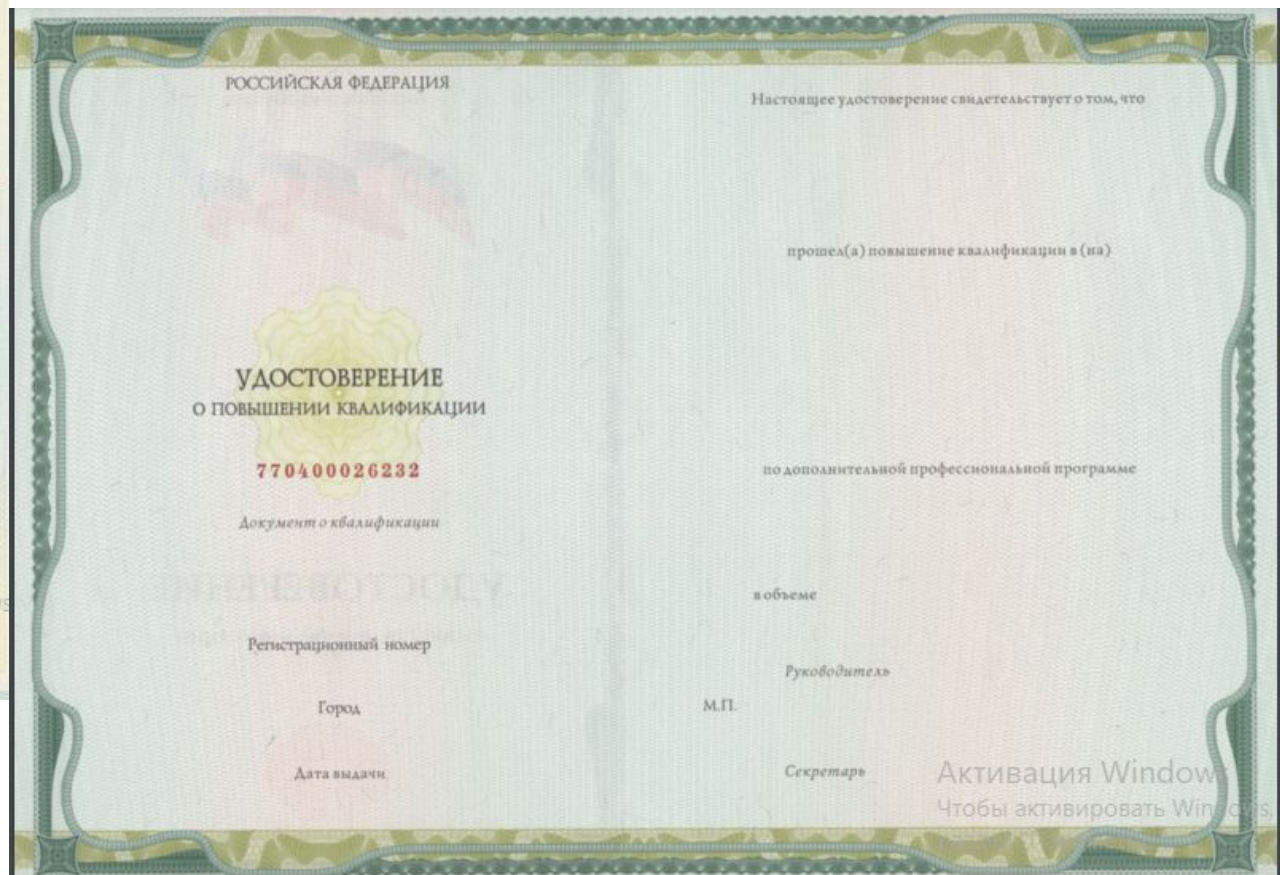 РОССИЙСКАЯ ФЕДЕРАЦИЯ
УДОСТОВЕРЕНИЕ
О ПОВЫШЕНИИ КВАЛИФИКАЦИИ
770400026232
Документ о квалификации
Регистрационный номер
Город
Дата выдачи
Настоящее удостоверение свидетельствует о том, что
прошел(а) повышение квалификации в (на)
по дополнительной профессиональной программе
в объеме
Руководитель
М.П.
Секретарь
Активация Windows
Чтобы активировать Windows,